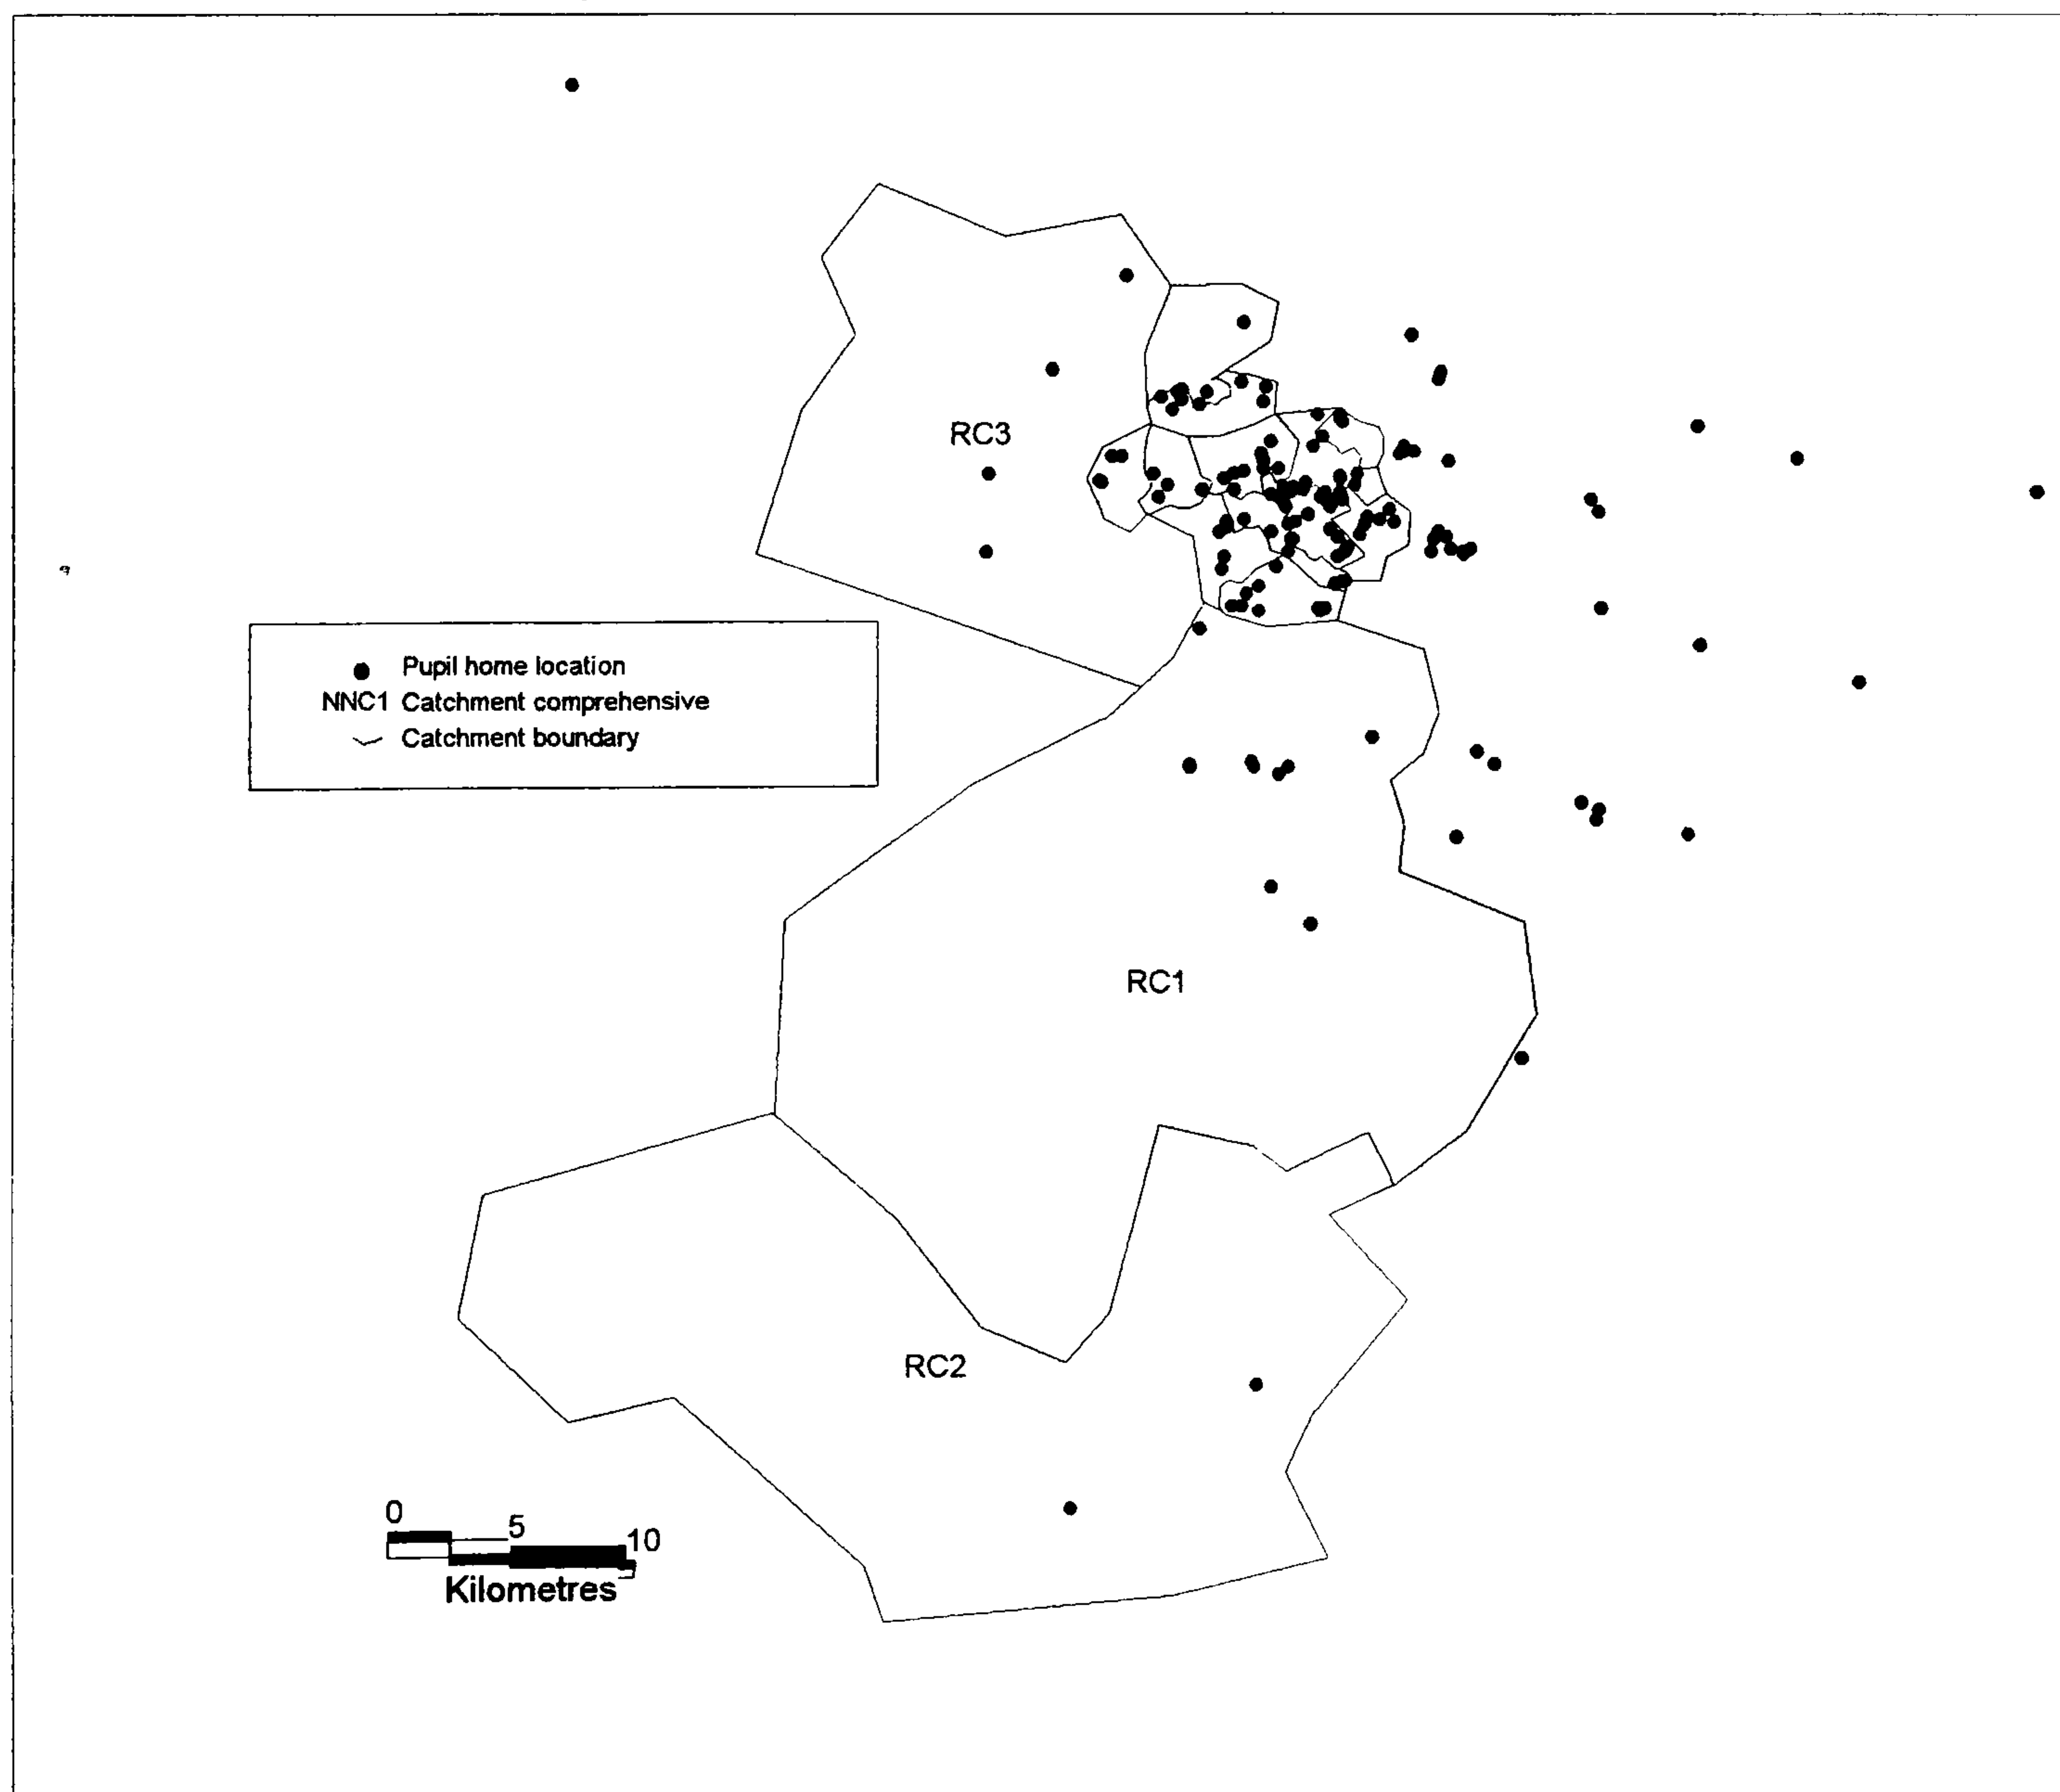 RC3
Pupil home location
NNC1 Catchment comprehensive
Catchment boundary
RC1
RC2
0
5
10
Kilometres